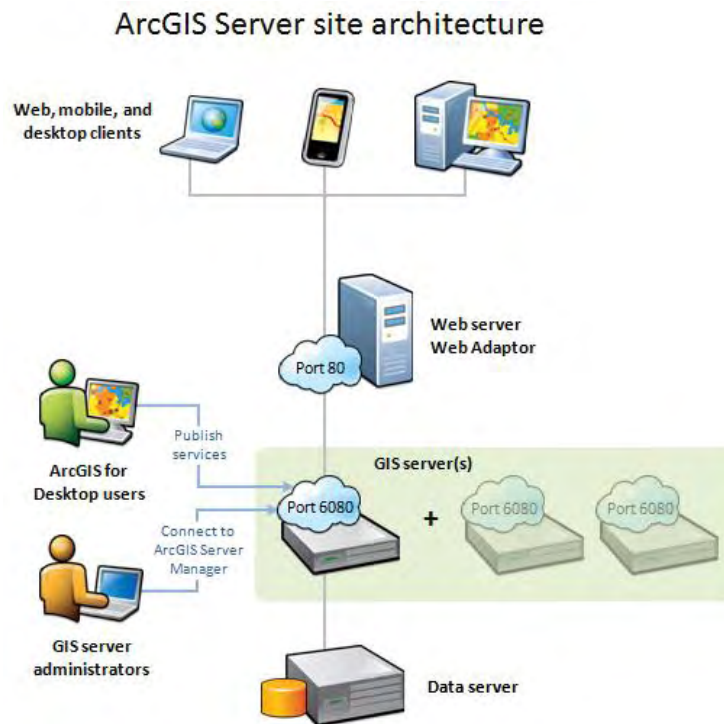 ArcGIS Server site architecture
Web, mobile, and
desktop clients
Web server
Web Adaptor
Port 80
ArcGIS for
Desktop users
Publish
services
GIS server(s)
Port 6080
+
Port 6080
Port 6080
Connect to
ArcGIS Server
Manager
GIS server
administrators
Data server